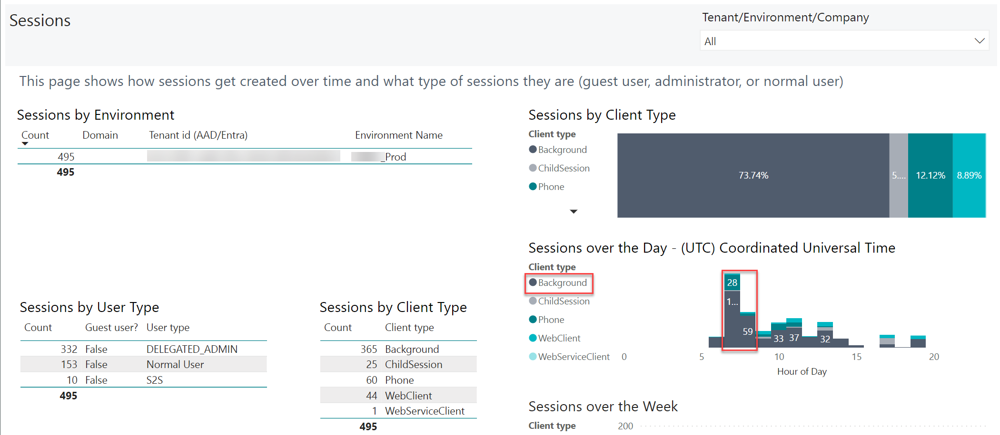 Sessions
Tenant/Environment/Company
All
This page shows how sessions get created over time and what type of sessions they are (guest user, administrator, or normal user)
Sessions by Environment
Count Domain Tenant id (AAD/Entra) Environment Name
495 _Prod
495
Sessions by Client Type
Client type
Background
ChildSession
Phone
73.74% 5.... 12.12% 8.89%
Sessions over the Day - (UTC) Coordinated Universal Time
Client type
Background
ChildSession
Phone
WebClient
WebServiceClient
28
1...
59
33
37
32
0 5 10 15 20
Hour of Day
Sessions by User Type
Count Guest user? User type
332 False DELEGATED_ADMIN
153 False Normal User
10 False S2S
495
Sessions by Client Type
Count Client type
365 Background
25 ChildSession
60 Phone
44 WebClient
1 WebServiceClient
495
Sessions over the Week
Client type
200